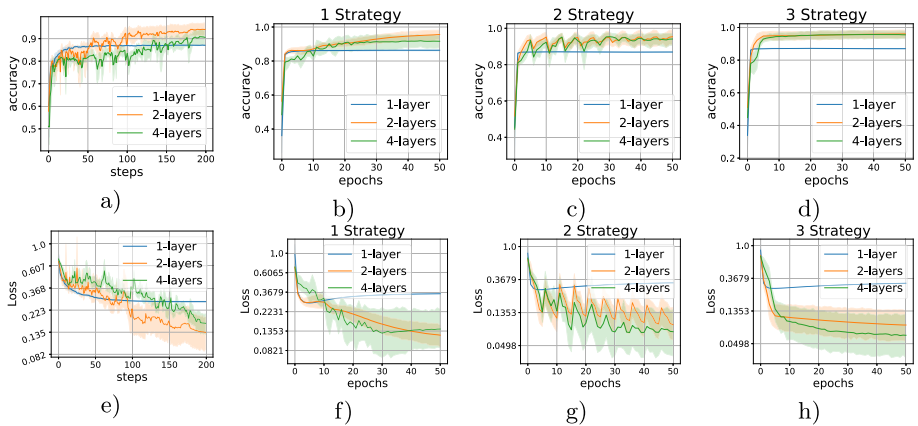 1 Strategy
2 Strategy
3 Strategy
accuracy
0.9
0.8
0.7
0.6
0.5
1-layer
2-layers
4-layers
0
50
100
150
200
steps
a)
accuracy
1.0
0.8
0.6
0.4
1-layer
2-layers
4-layers
0
10
20
30
40
50
epochs
b)
accuracy
1.0
0.8
0.6
0.4
1-layer
2-layers
4-layers
0
10
20
30
40
50
epochs
c)
accuracy
1.0
0.8
0.6
0.4
0.2
1-layer
2-layers
4-layers
0
10
20
30
40
50
epochs
d)
1 Strategy
2 Strategy
3 Strategy
Loss
1.0
0.607
0.368
0.223
0.135
0.082
1-layer
2-layers
4-layers
0
50
100
150
200
steps
e)
Loss
1.0
0.6065
0.3679
0.2231
0.1353
0.0821
1-layer
2-layers
4-layers
0
10
20
30
40
50
epochs
f)
Loss
1.0
0.3679
0.1353
0.0498
1-layer
2-layers
4-layers
0
10
20
30
40
50
epochs
g)
Loss
1.0
0.3679
0.1353
0.0498
1-layer
2-layers
4-layers
0
10
20
30
40
50
epochs
h)